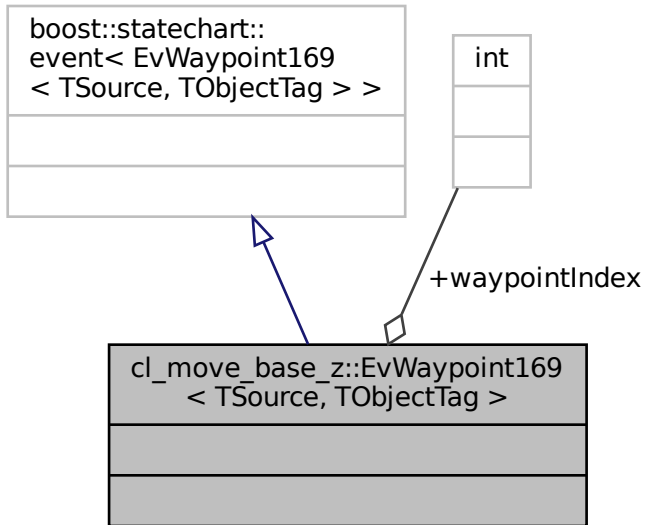 boost::statechart::
event< EvWaypoint169
< TSource, TObjectTag > >
int
+waypointIndex
cl_move_base_z::EvWaypoint169
< TSource, TObjectTag >